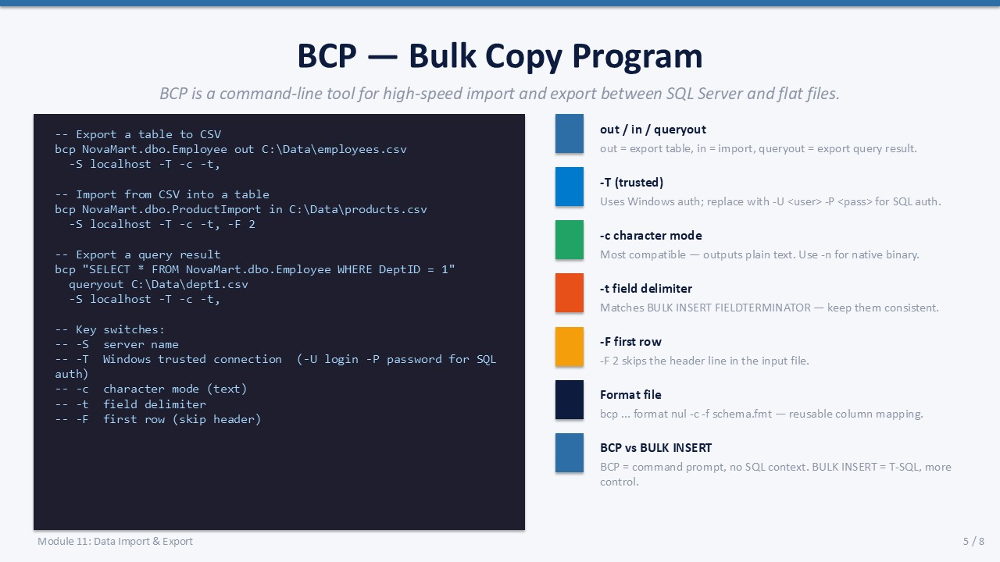 BCP — Bulk Copy Program
BCP is a command-line tool for high-speed import and export between SQL Server and flat files.
-- Export a table to CSV
bcp NovaMart.dbo.Employee out C:\Data\employees.csv
  -S localhost -T -c -t,
-- Import from CSV into a table
bcp NovaMart.dbo.ProductImport in C:\Data\products.csv
  -S localhost -T -c -t, -F 2
-- Export a query result
bcp "SELECT * FROM NovaMart.dbo.Employee WHERE DeptID = 1"
  queryout C:\Data\dept1.csv
  -S localhost -T -c -t,
-- Key switches:
-- -S  server name
-- -T  Windows trusted connection  (-U login -P password for SQL
auth)
-- -c  character mode (text)
-- -t  field delimiter
-- -F  first row (skip header)
out / in / queryout
out = export table, in = import, queryout = export query result.
-T (trusted)
Uses Windows auth; replace with -U <user> -P <pass> for SQL auth.
-c character mode
Most compatible — outputs plain text. Use -n for native binary.
-t field delimiter
Matches BULK INSERT FIELDTERMINATOR — keep them consistent.
-F first row
-F 2 skips the header line in the input file.
Format file
bcp ... format nul -c -f schema.fmt — reusable column mapping.
BCP vs BULK INSERT
BCP = command prompt, no SQL context. BULK INSERT = T-SQL, more
control.
Module 11: Data Import & Export
5 / 8